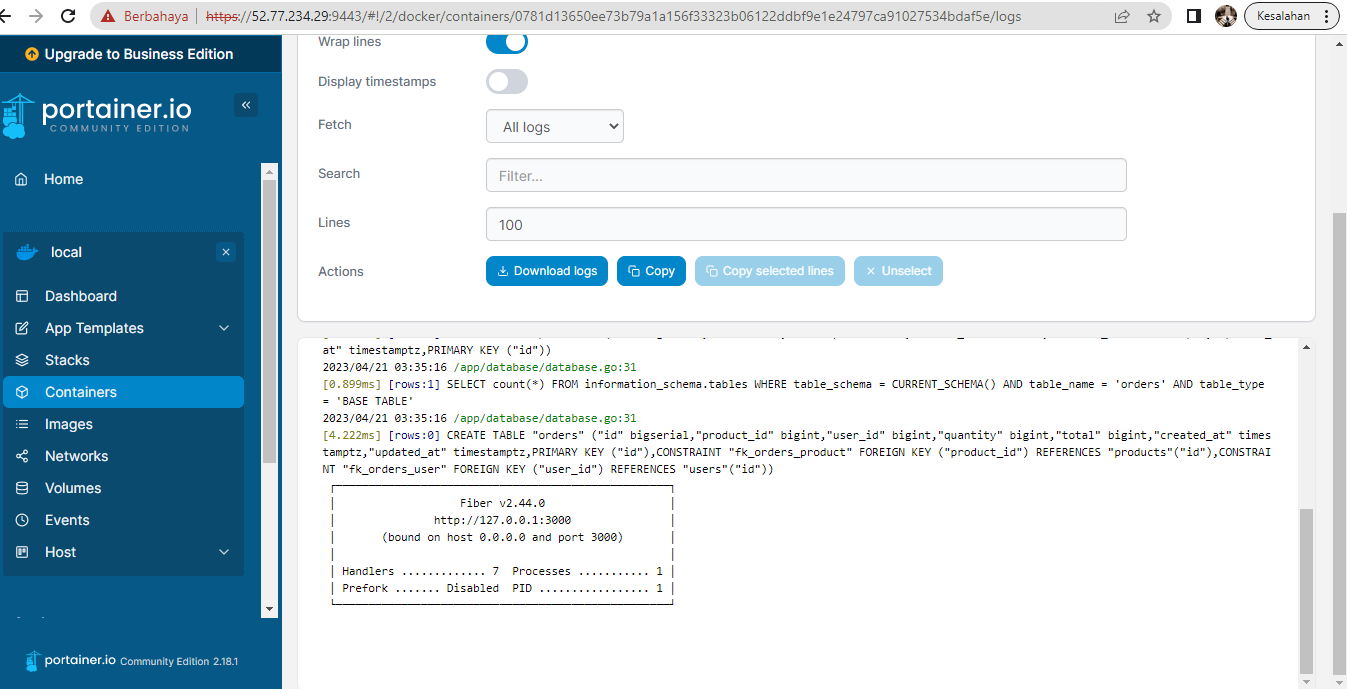 Berbahaya
https://52.77.234.29:9443/#!/2/docker/containers/0781d13650ee73b79a1a156f33323b06122ddbf9e1e24797ca91027534bdaf5e/logs
Kesalahan
Upgrade to Business Edition
portainer.io
COMMUNITY EDITION
Home
local
Dashboard
App Templates
Stacks
Containers
Images
Networks
Volumes
Events
Host
portainer.io Community Edition 2.18.1
Wrap lines
Display timestamps
Fetch
All logs
Search
Filter...
Lines
100
Actions
Download logs
Copy
Copy selected lines
Unselect
at" timestamptz,PRIMARY KEY ("id"))
2023/04/21 03:35:16 /app/database/database.go:31
[0.899ms] [rows:1] SELECT count(*) FROM information_schema.tables WHERE table_schema = CURRENT_SCHEMA() AND table_name = 'orders' AND table_type
= 'BASE TABLE'
2023/04/21 03:35:16 /app/database/database.go:31
[4.222ms] [rows:0] CREATE TABLE "orders" ("id" bigserial,"product_id" bigint,"user_id" bigint,"quantity" bigint,"total" bigint,"created_at" times
tamptz,"updated_at" timestamptz,PRIMARY KEY ("id"),CONSTRAINT "fk_orders_product" FOREIGN KEY ("product_id") REFERENCES "products"("id"),CONSTRAI
NT "fk_orders_user" FOREIGN KEY ("user_id") REFERENCES "users"("id"))
Fiber v2.44.0
http://127.0.0.1:3000
(bound on host 0.0.0.0 and port 3000)
Handlers ............. 7 Processes ........... 1
Prefork ....... Disabled PID ................. 1